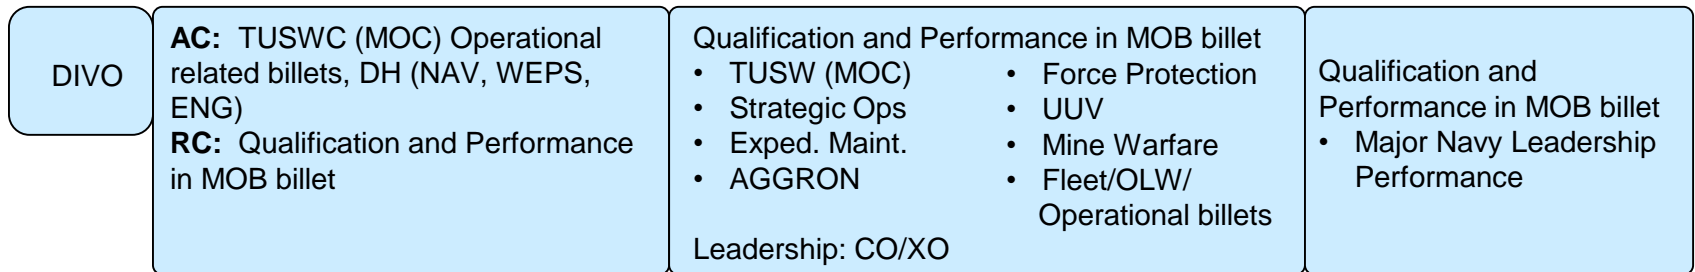 DIVO
AC: TUSWC (MOC) Operational
related billets, DH (NAV, WEPS,
ENG)
RC: Qualification and Performance
in MOB billet
Qualification and Performance in MOB billet
• TUSW (MOC)
• Strategic Ops
• Exped. Maint.
• AGGRON
• Force Protection
• UUV
• Mine Warfare
• Fleet/OLW/
Operational billets
Leadership: CO/XO
Qualification and
Performance in MOB billet
• Major Navy Leadership
Performance